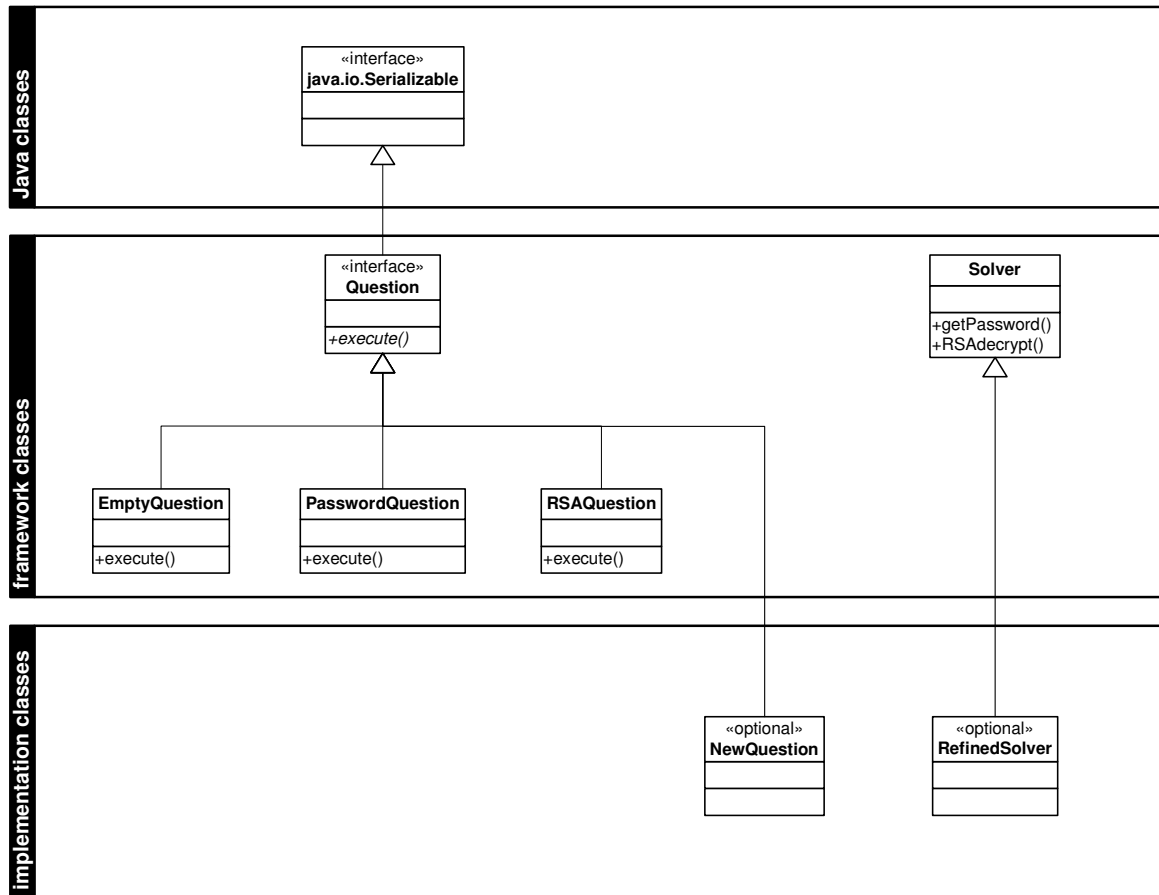 Java classes
«interface»
java.io.Serializable
framework classes
«interface»
Question
+execute()
Solver
+getPassword()
+RSAdecrypt()
EmptyQuestion
+execute()
PasswordQuestion
+execute()
RSAQuestion
+execute()
implementation classes
«optional»
NewQuestion
«optional»
RefinedSolver